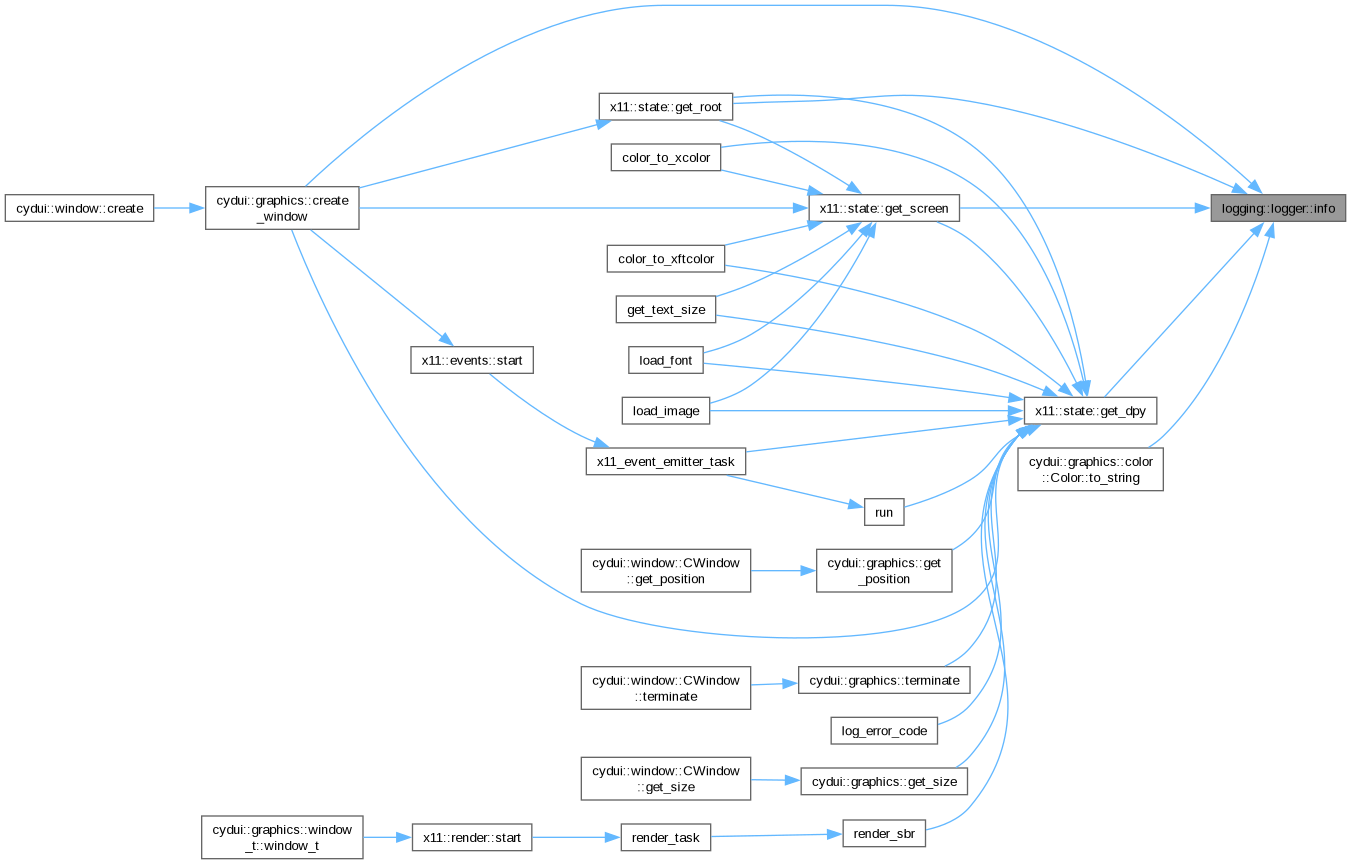 x11::state::get_root
color_to_xcolor
cydui::window::create
cydui::graphics::create
_window
x11::state::get_screen
logging::logger::info
color_to_xftcolor
get_text_size
x11::events::start
load_font
load_image
x11::state::get_dpy
x11_event_emitter_task
cydui::graphics::color
::Color::to_string
run
cydui::window::CWindow
::get_position
cydui::graphics::get
_position
cydui::window::CWindow
::terminate
cydui::graphics::terminate
log_error_code
cydui::window::CWindow
::get_size
cydui::graphics::get_size
cydui::graphics::window
_t::window_t
x11::render::start
render_task
render_sbr